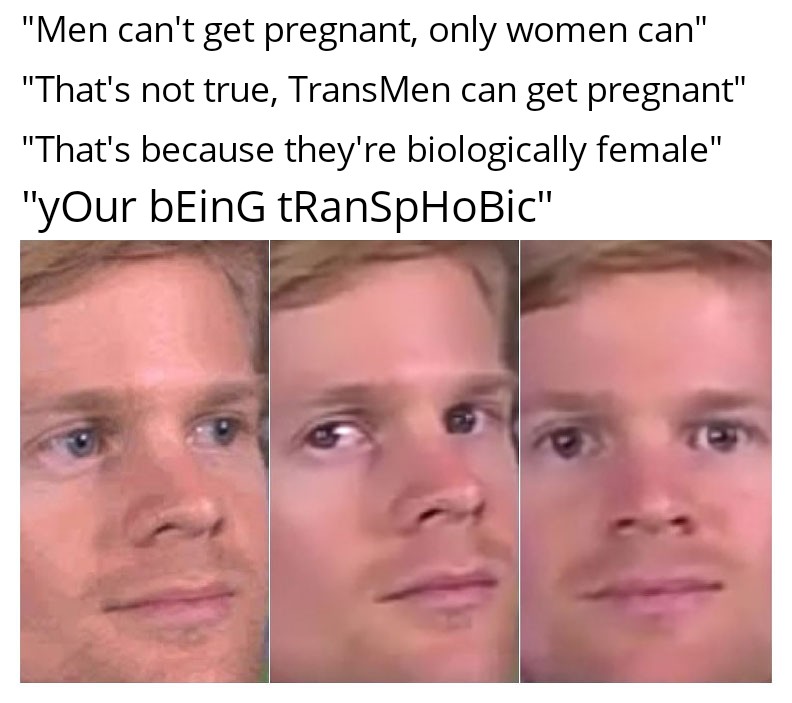 "Men can't get pregnant, only women can"
"That's not true, TransMen can get pregnant"
"That's because they're biologically female"
"yOur bEinG tRanSpHoBic"